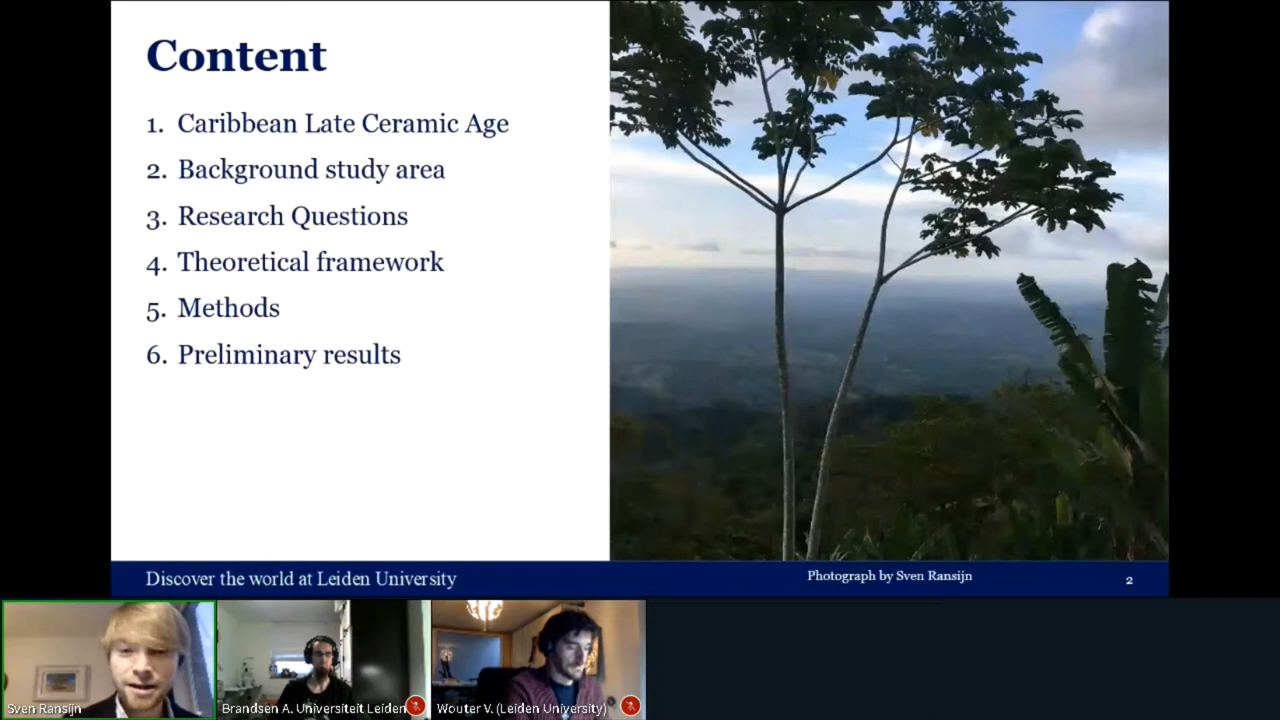 Content
1. Caribbean Late Ceramic Age
2. Background study area
3. Research Questions
4. Theoretical framework
5. Methods
6. Preliminary results
Discover the world at Leiden University
Photograph by Sven Ransijn
2
Sven Ransijn
Brandsen A. Universiteit Leiden
Wouter V. (Leiden University)